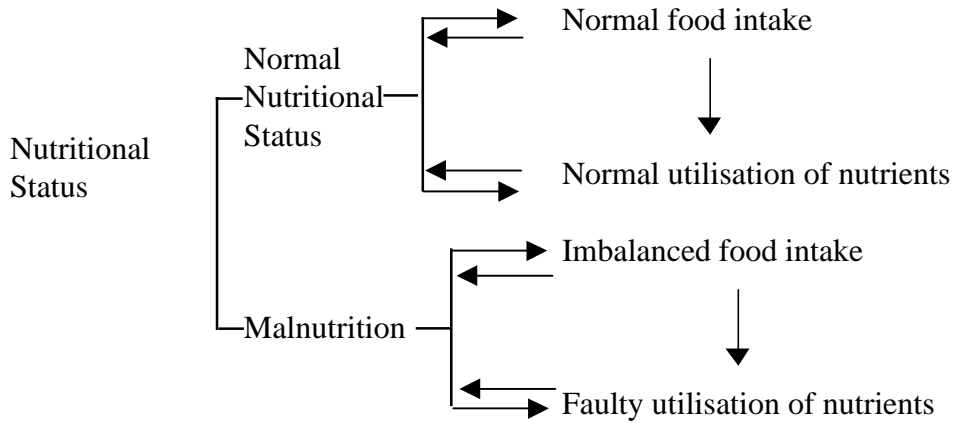 Nutritional
Status
Normal
Nutritional
Status
Normal food intake
Normal utilisation of nutrients
Malnutrition
Imbalanced food intake
Faulty utilisation of nutrients